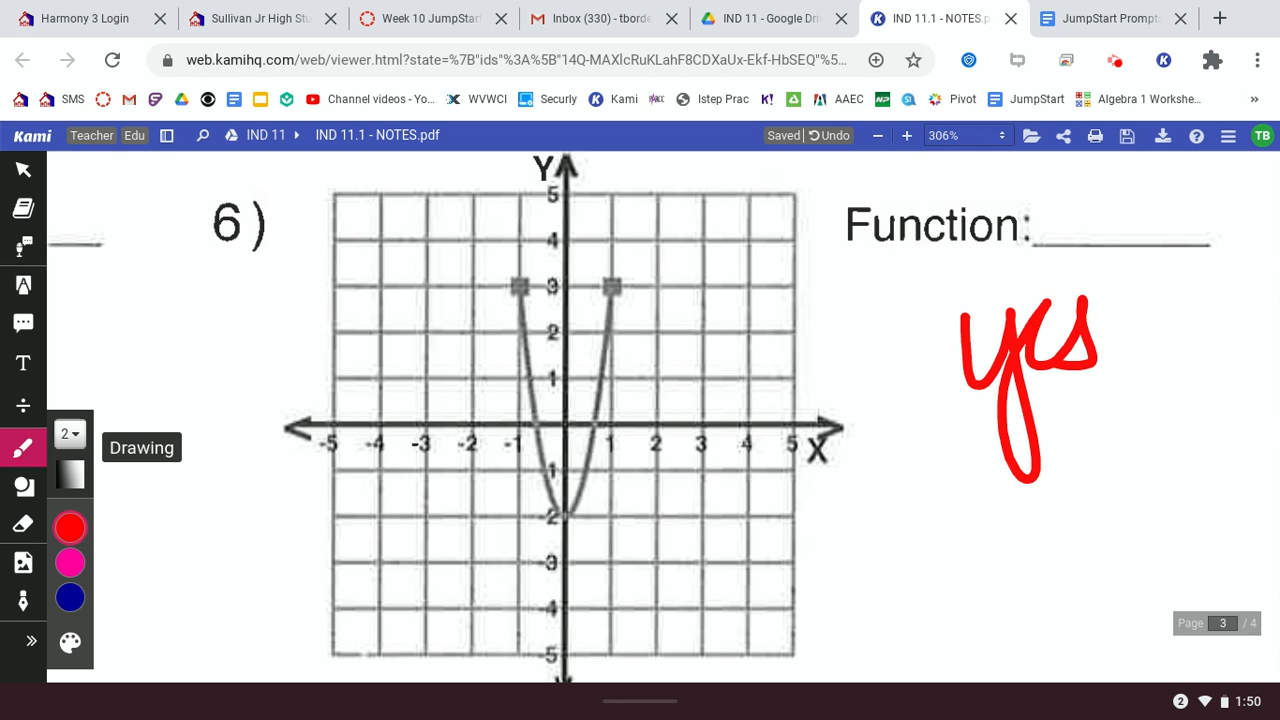 Harmony 3 Login
Sullivan Jr High Stu
Week 10 JumpStart
Inbox (330) - tborde
IND 11 - Google Dri
IND 11.1 - NOTES.p
JumpStart Prompt
web.kamihq.com/web/viewer.html?state=%7B"ids"%3A%5B"14Q-MAXlcRuKLahF8CDXaUx-Ekf-HbSEQ"%5...
SMS
Channel videos - Yo...
WVWCI
Securly
Kami
Istep Prac
K!
AAEC
NP
Pivot
JumpStart
Algebra 1 Workshe...
»
Kami
Teacher
Edu
IND 11
IND 11.1 - NOTES.pdf
Saved
Undo
306%
TB
6)
Function:
yes
Y
5
4
3
2
1
-5 -4 -3 -2 -1 1 2 3 4 5
X
1
-2
-3
-4
-5
2
Drawing
Page 3 / 4
2
1:50